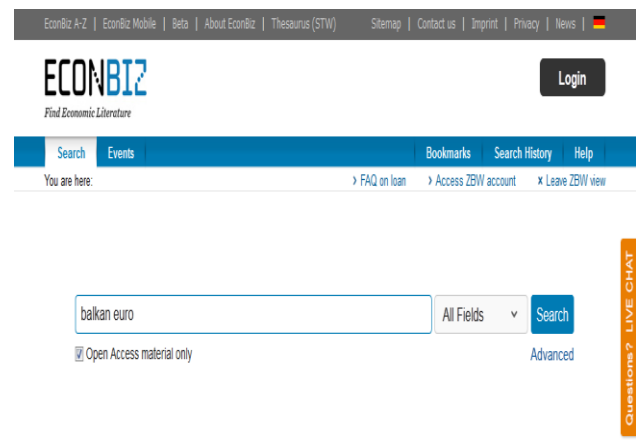 EconBiz A-Z | EconBiz Mobile | Beta | About EconBiz | Thesaurus (STW) Sitemap | Contact us | Imprint | Privacy | News |
ECONBIZ
Find Economic Literature
Login
Search Events Bookmarks Search History Help
You are here: > FAQ on loan > Access ZBW account x Leave ZBW view
balkan euro All Fields Search
Open Access material only Advanced
Questions? LIVE CHAT